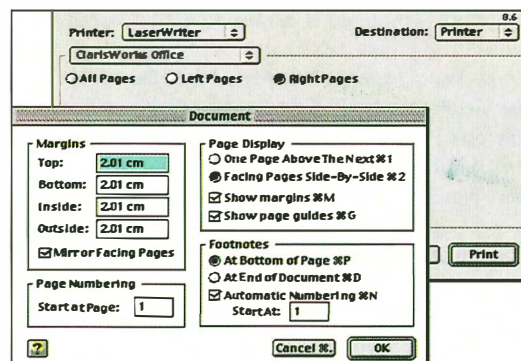 8.6
Printer: LaserWriter Destination: Printer
ClarisWorks Office
All Pages Left Pages Right Pages
Document
Margins
Top: 2.01 cm
Bottom: 2.01 cm
Inside: 2.01 cm
Outside: 2.01 cm
Mirror Facing Pages
Page Numbering
Start at Page: 1
Page Display
One Page Above The Next ⌘1
Facing Pages Side-By-Side ⌘2
Show margins ⌘M
Show page guides ⌘G
Footnotes
At Bottom of Page ⌘P
At End of Document ⌘D
Automatic Numbering ⌘N
Start At: 1
Print
?
Cancel ⌘. OK